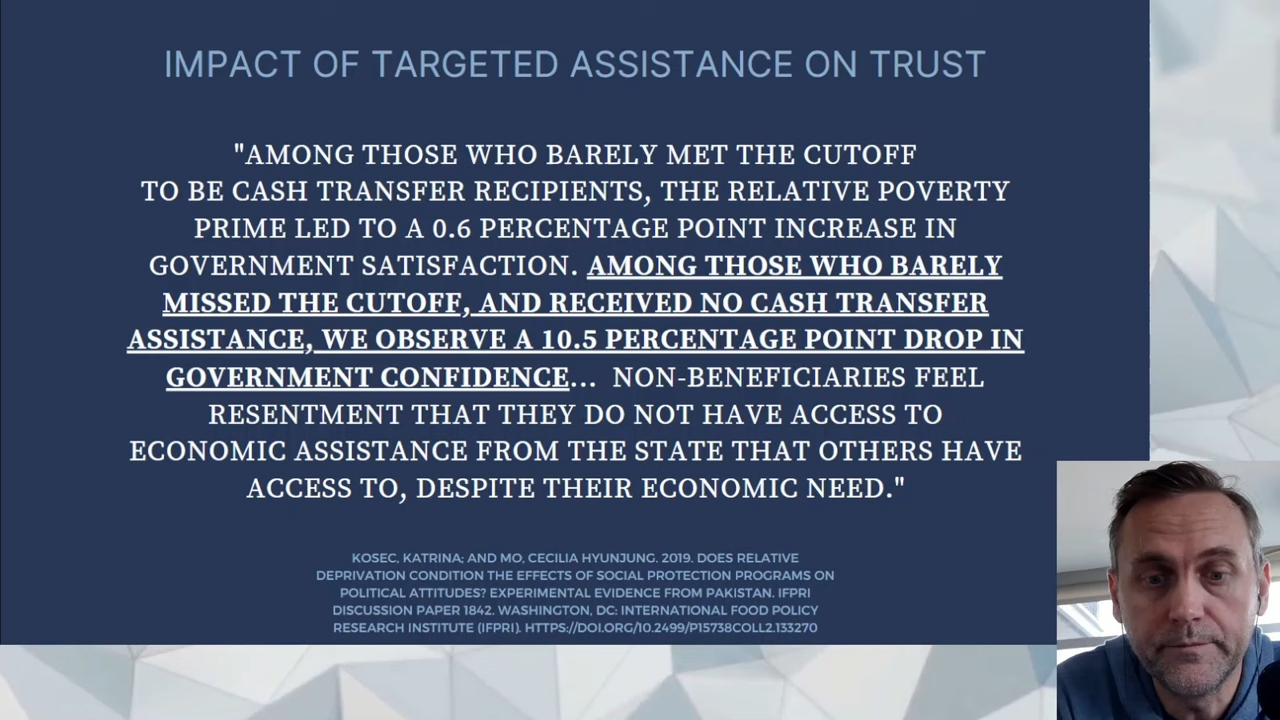 IMPACT OF TARGETED ASSISTANCE ON TRUST
"AMONG THOSE WHO BARELY MET THE CUTOFF
TO BE CASH TRANSFER RECIPIENTS, THE RELATIVE POVERTY
PRIME LED TO A 0.6 PERCENTAGE POINT INCREASE IN
GOVERNMENT SATISFACTION. AMONG THOSE WHO BARELY
MISSED THE CUTOFF, AND RECEIVED NO CASH TRANSFER
ASSISTANCE, WE OBSERVE A 10.5 PERCENTAGE POINT DROP IN
GOVERNMENT CONFIDENCE... NON-BENEFICIARIES FEEL
RESENTMENT THAT THEY DO NOT HAVE ACCESS TO
ECONOMIC ASSISTANCE FROM THE STATE THAT OTHERS HAVE
ACCESS TO, DESPITE THEIR ECONOMIC NEED."
KOSEC, KATRINA; AND MO, CECILIA HYUNJUNG. 2019. DOES RELATIVE
DEPRIVATION CONDITION THE EFFECTS OF SOCIAL PROTECTION PROGRAMS ON
POLITICAL ATTITUDES? EXPERIMENTAL EVIDENCE FROM PAKISTAN. IFPRI
DISCUSSION PAPER 1842. WASHINGTON, DC: INTERNATIONAL FOOD POLICY
RESEARCH INSTITUTE (IFPRI). HTTPS://DOI.ORG/10.2499/P15738COLL2.133270